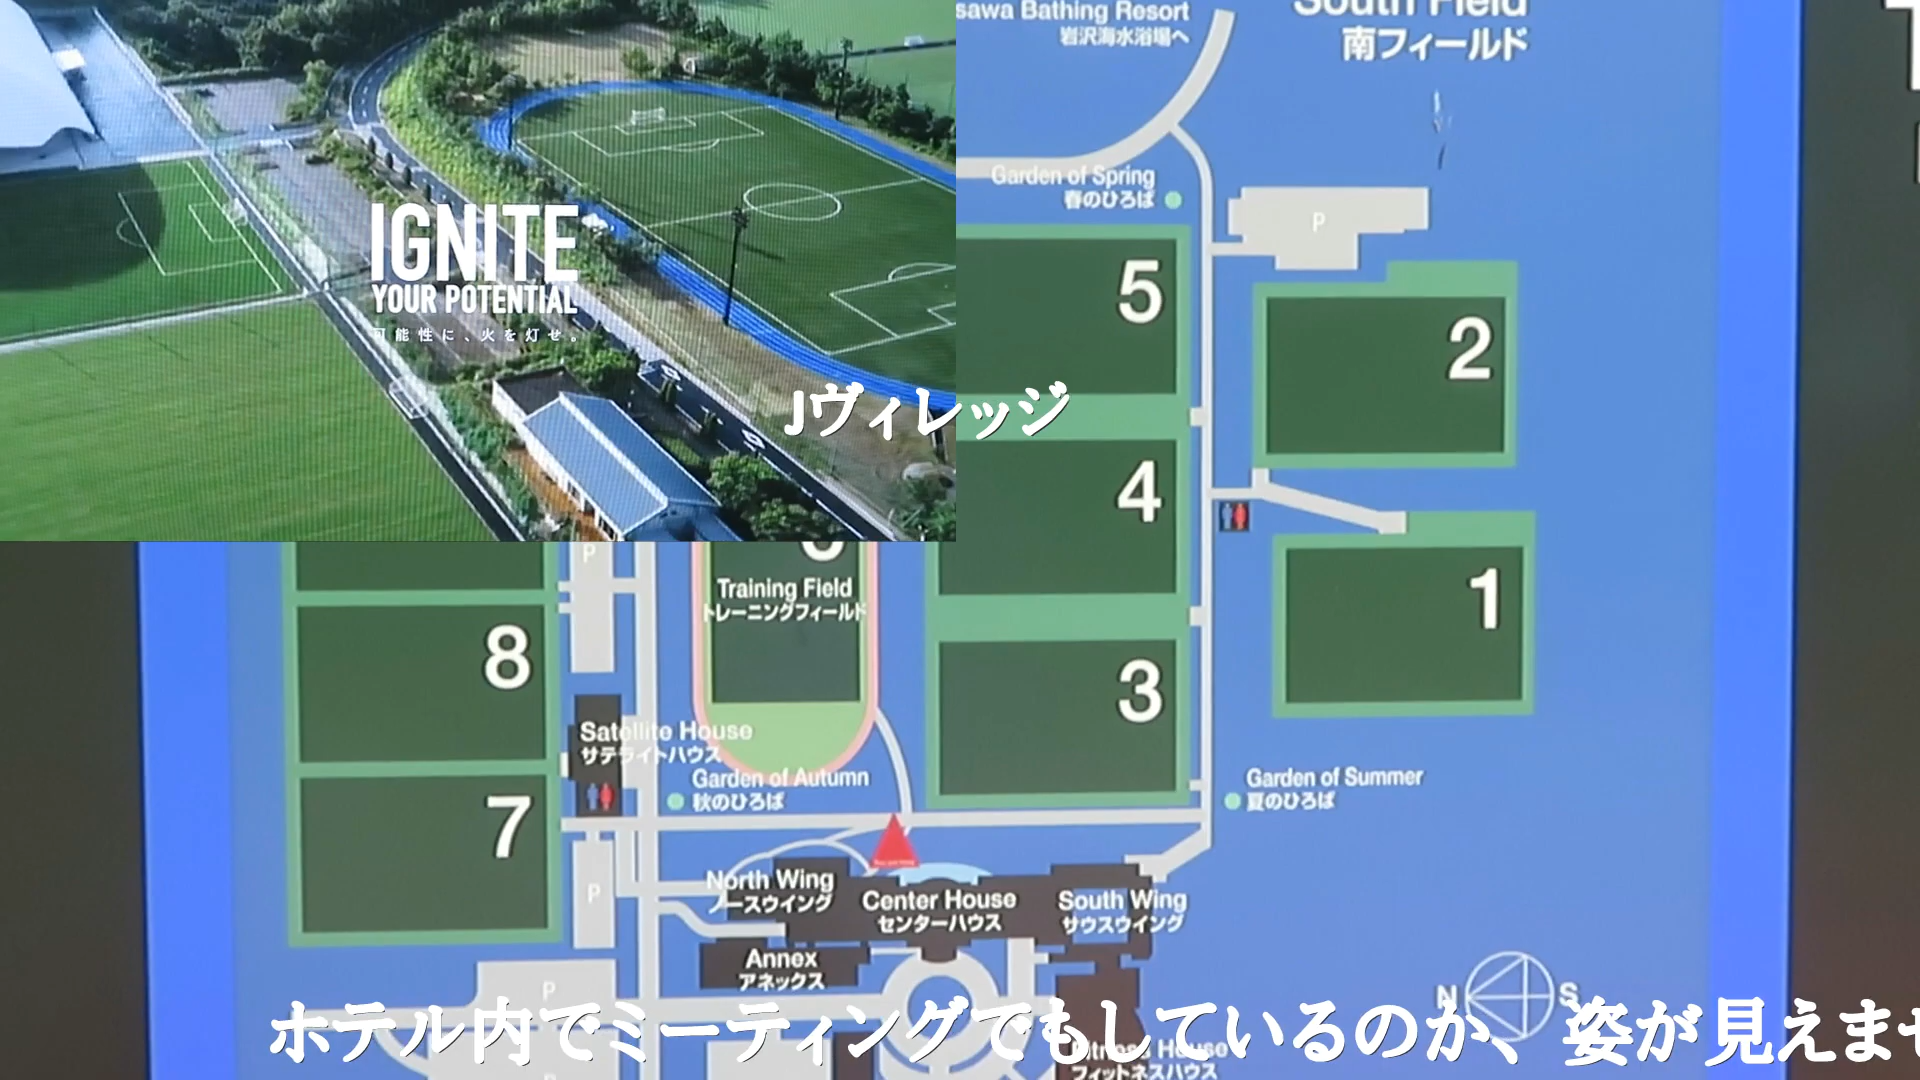 South Field
南フィールド
sawa Bathing Resort
岩沢海水浴場へ
Garden of Spring
春のひろば
P
IGNITE
YOUR POTENTIAL
可能性に、火を灯せ。
5
2
Jヴィレッジ
4
1
P
Training Field
トレーニングフィールド
8
3
Satellite House
サテライトハウス
Garden of Autumn
秋のひろば
Garden of Summer
夏のひろば
7
P
North Wing
ノースウイング
Center House
センターハウス
South Wing
サウスウイング
Annex
アネックス
P
N
S
ホテル内でミーティングでもしているのか、姿が見えませ
Fitness House
フィットネスハウス